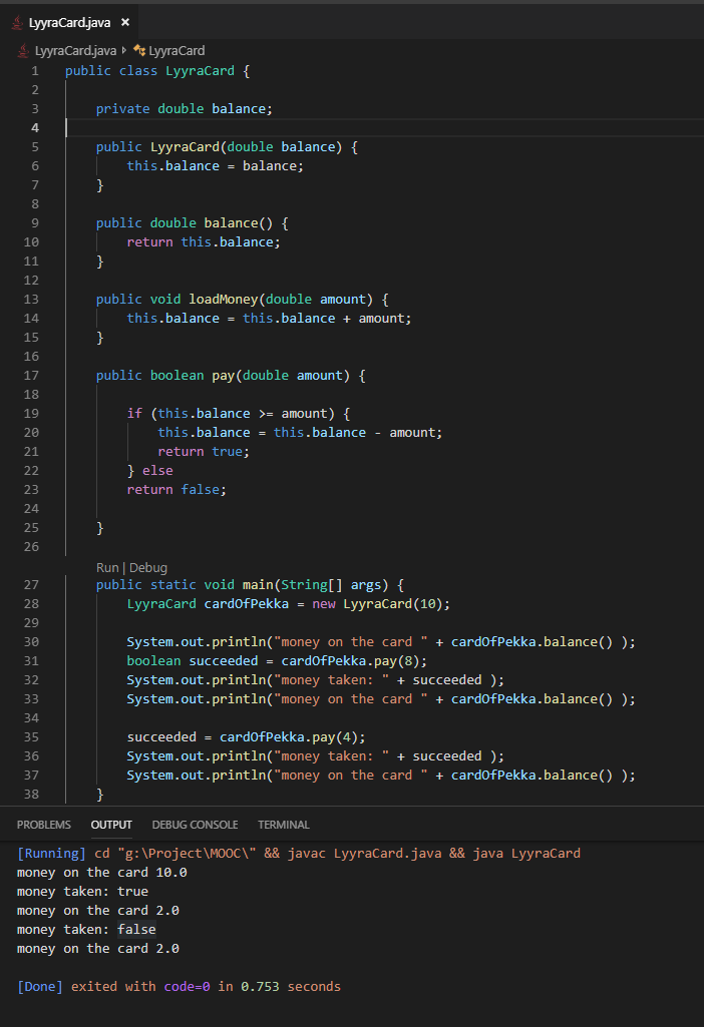 LyyraCard.java ×
LyyraCard.java LyyraCard
1 public class LyyraCard {
2
3 private double balance;
4
5 public LyyraCard(double balance) {
6 this.balance = balance;
7 }
8
9 public double balance() {
10 return this.balance;
11 }
12
13 public void loadMoney(double amount) {
14 this.balance = this.balance + amount;
15 }
16
17 public boolean pay(double amount) {
18
19 if (this.balance >= amount) {
20 this.balance = this.balance - amount;
21 return true;
22 } else
23 return false;
24
25 }
26
Run | Debug
27 public static void main(String[] args) {
28 LyyraCard cardOfPekka = new LyyraCard(10);
29
30 System.out.println("money on the card " + cardOfPekka.balance() );
31 boolean succeeded = cardOfPekka.pay(8);
32 System.out.println("money taken: " + succeeded );
33 System.out.println("money on the card " + cardOfPekka.balance() );
34
35 succeeded = cardOfPekka.pay(4);
36 System.out.println("money taken: " + succeeded );
37 System.out.println("money on the card " + cardOfPekka.balance() );
38 }
PROBLEMS OUTPUT DEBUG CONSOLE TERMINAL
[Running] cd "g:\Project\MOOC\" && javac LyyraCard.java && java LyyraCard
money on the card 10.0
money taken: true
money on the card 2.0
money taken: false
money on the card 2.0
[Done] exited with code=0 in 0.753 seconds